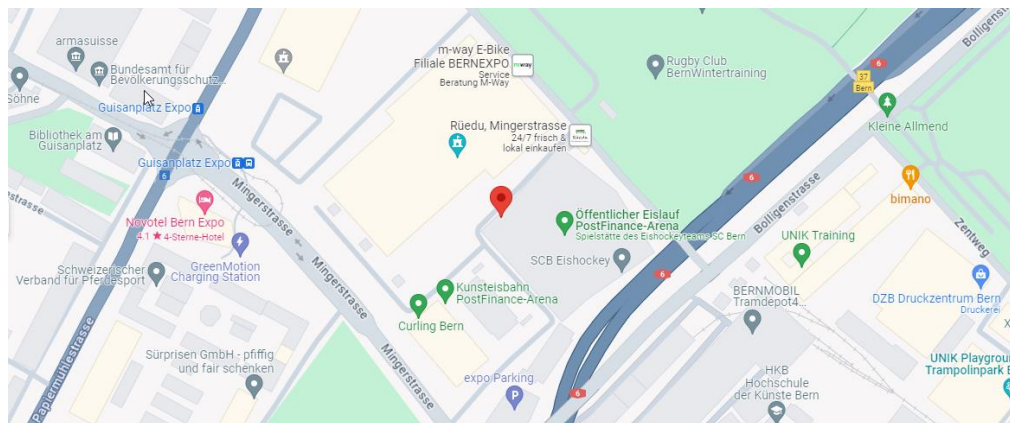 armasuisse
Bundesamt für
Bevölkerungsschutz...
Söhne
Guisanplatz Expo
Bibliothek am
Guisanplatz
Guisanplatz Expo
6
Mingerstrasse
Novotel Bern Expo
4.1 ★ 4-Sterne-Hotel
GreenMotion
Charging Station
Schweizerischer
Verband für Pferdesport
Papiermühlestrasse
Sürprisen GmbH - pfiffig
und fair schenken
Mingerstrasse
Mingerstrasse
m-way E-Bike
Filiale BERNEXPO
Service
Beratung M-Way
m-way
Rüedu, Mingerstrasse
24/7 frisch &
lokal einkaufen
Öffentlicher Eislauf
PostFinance-Arena
Spielstätte des Eishockeyteams SC Bern
SCB Eishockey
Kunsteisbahn
PostFinance-Arena
Curling Bern
expo Parking
P
Rugby Club
BernWintertraining
Bolligenstrasse
6
37
Bern
Kleine Allmend
6
bimano
Bolligenstrasse
Zentweg
UNIK Training
6
BERNMOBIL
Tramdepot4...
DZB Druckzentrum Bern
Druckerei
X
UNIK Playgroun
Trampolinpark B
HKB
Hochschule
der Künste Bern
6